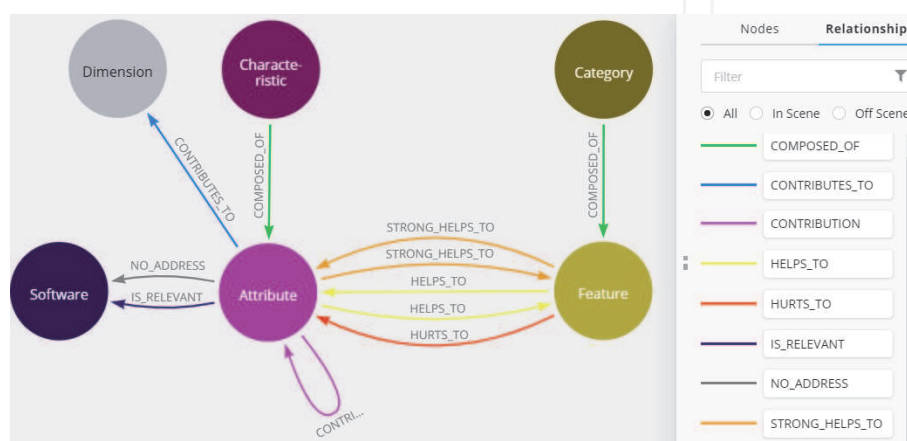 Dimension
Characte-
ristic
Category
CONTRIBUTES_TO
COMPOSED_OF
COMPOSED_OF
STRONG_HELPS_TO
STRONG_HELPS_TO
NO_ADDRESS
HELPS_TO
Software
IS_RELEVANT
Attribute
Feature
HELPS_TO
HURTS_TO
CONTRI...
Nodes
Relationship
Filter
All
In Scene
Off Scene
COMPOSED_OF
CONTRIBUTES_TO
CONTRIBUTION
HELPS_TO
HURTS_TO
IS_RELEVANT
NO_ADDRESS
STRONG_HELPS_TO